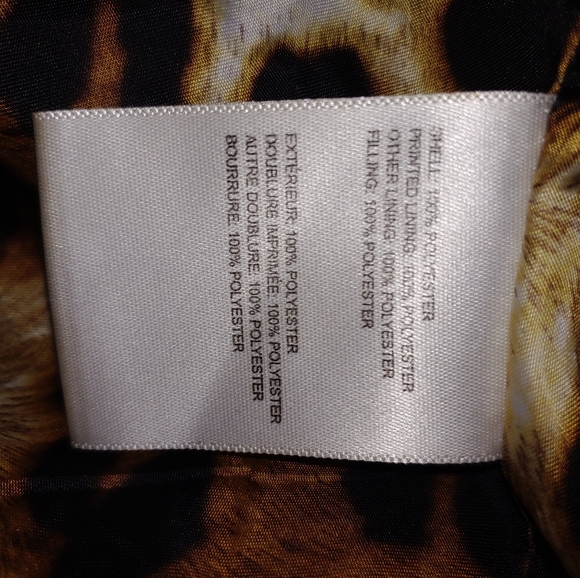 SHELL: 100% POLYESTER
PRINTED LINING: 100% POLYESTER
OTHER LINING: 100% POLYESTER
FILLING: 100% POLYESTER
EXTÉRIEUR: 100% POLYESTER
DOUBLURE IMPRIMÉE: 100% POLYESTER
AUTRE DOUBLURE: 100% POLYESTER
BOURRURE: 100% POLYESTER